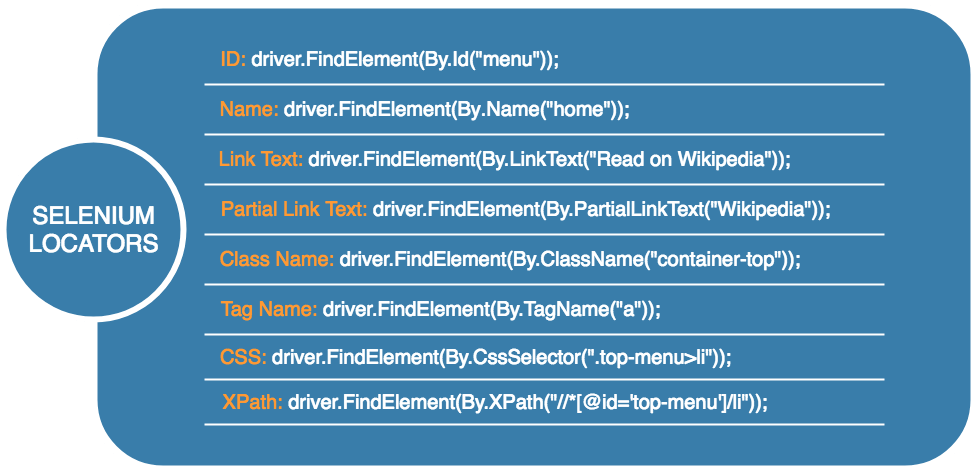 SELENIUM
LOCATORS
ID: driver.FindElement(By.Id("menu"));
Name: driver.FindElement(By.Name("home"));
Link Text: driver.FindElement(By.LinkText("Read on Wikipedia"));
Partial Link Text: driver.FindElement(By.PartialLinkText("Wikipedia"));
Class Name: driver.FindElement(By.ClassName("container-top"));
Tag Name: driver.FindElement(By.TagName("a"));
CSS: driver.FindElement(By.CssSelector(".top-menu>li"));
XPath: driver.FindElement(By.XPath("//*[@id='top-menu']/li"));